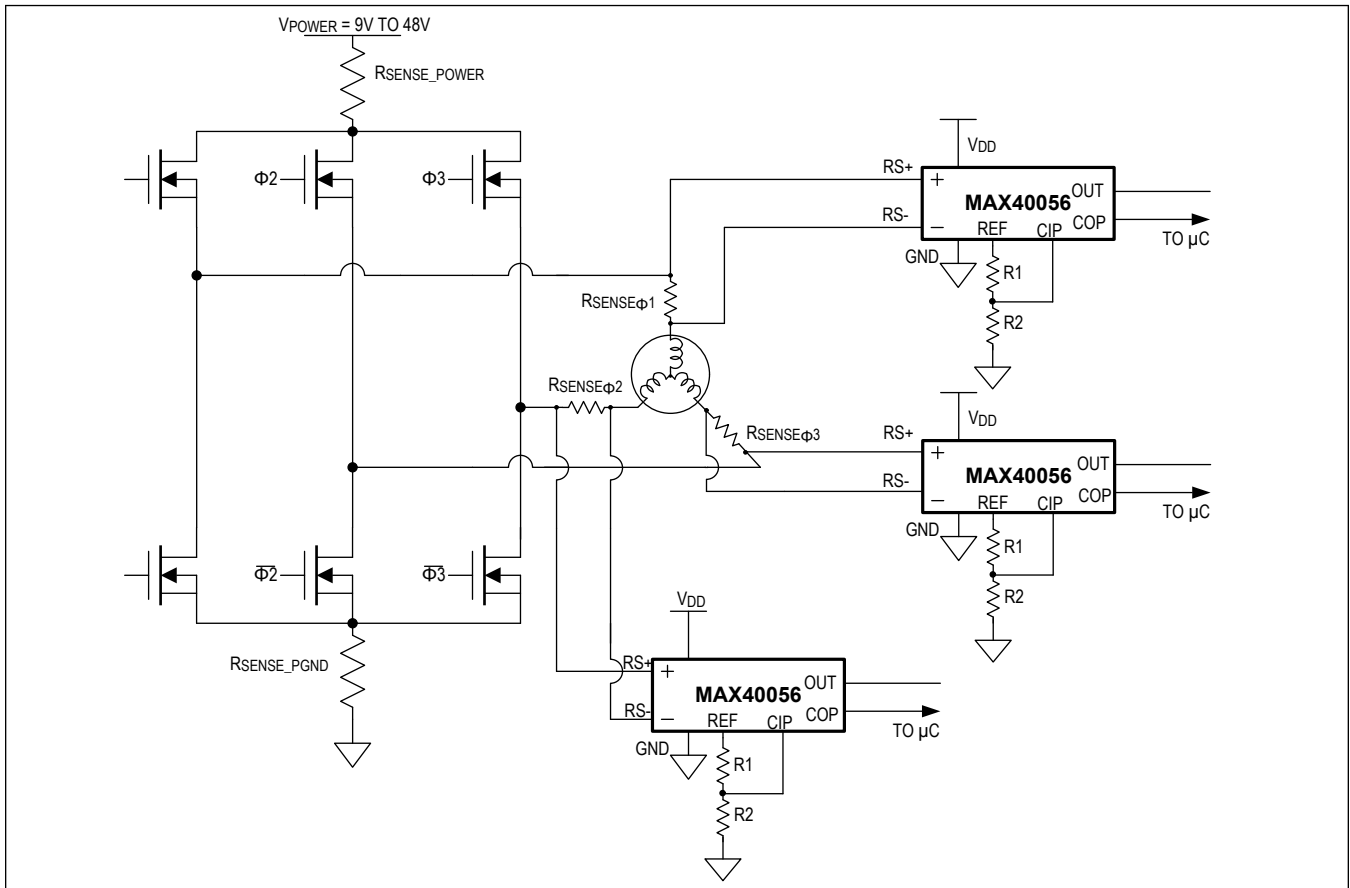 VPOWER = 9V TO 48V
RSENSE_POWER
Φ2
Φ3
RS+
RS-
VDD
+
−
MAX40056
OUT
COP
REF
CIP
GND
TO µC
R1
R2
RSENSEΦ1
RSENSEΦ2
RSENSEΦ3
RS+
RS-
VDD
+
−
MAX40056
OUT
COP
REF
CIP
GND
TO µC
R1
R2
Φ̅2
Φ̅3
RSENSE_PGND
VDD
RS+
RS-
+
−
MAX40056
OUT
COP
REF
CIP
GND
TO µC
R1
R2